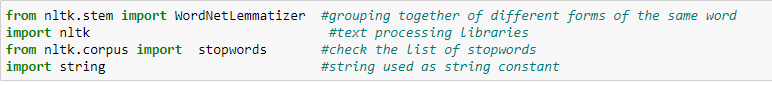 from nltk.stem import WordNetLemmatizer  #grouping together of different forms of the same word
import nltk                              #text processing libraries
from nltk.corpus import  stopwords       #check the list of stopwords
import string                            #string used as string constant